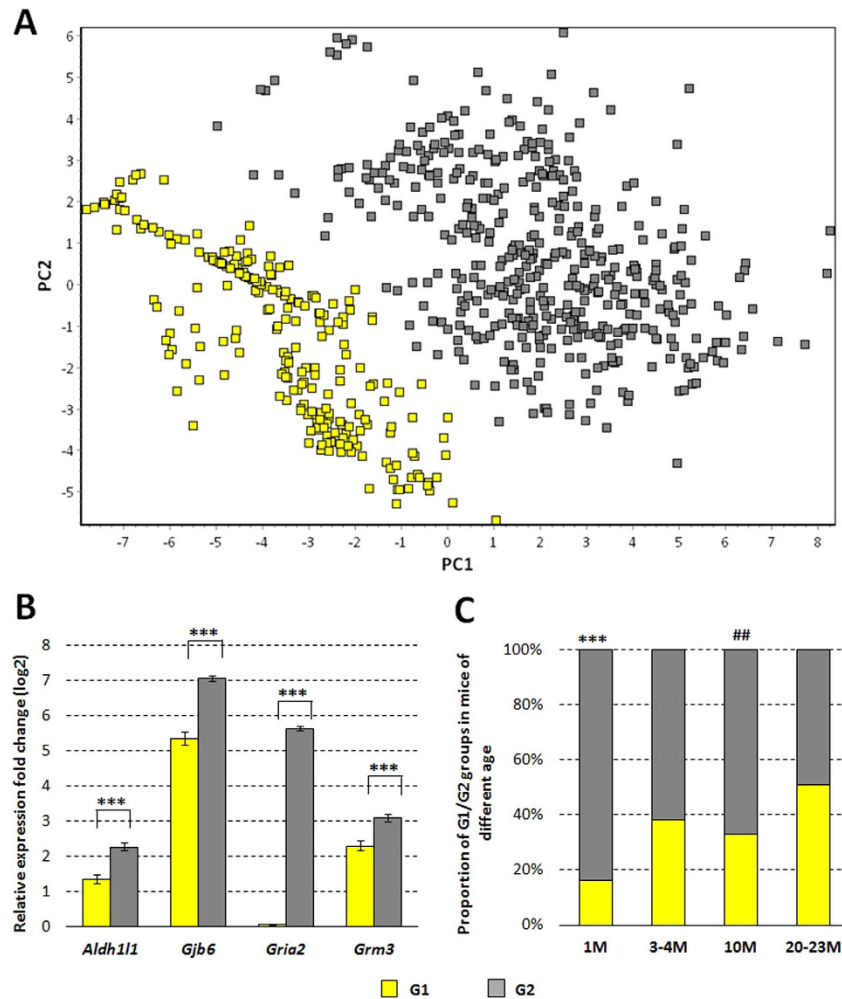 A
PC2
6
5
4
3
2
1
0
-1
-2
-3
-4
-5
-7 -6 -5 -4 -3 -2 -1 0 1 2 3 4 5 6 7 8
PC1
B
Relative expression fold change (log2)
8
7
6
5
4
3
2
1
0
***
***
***
***
Aldh1l1 Gjb6 Gria2 Grm3
C
Proportion of G1/G2 groups in mice of
different age
100%
80%
60%
40%
20%
0%
***
##
1M 3-4M 10M 20-23M
G1 G2